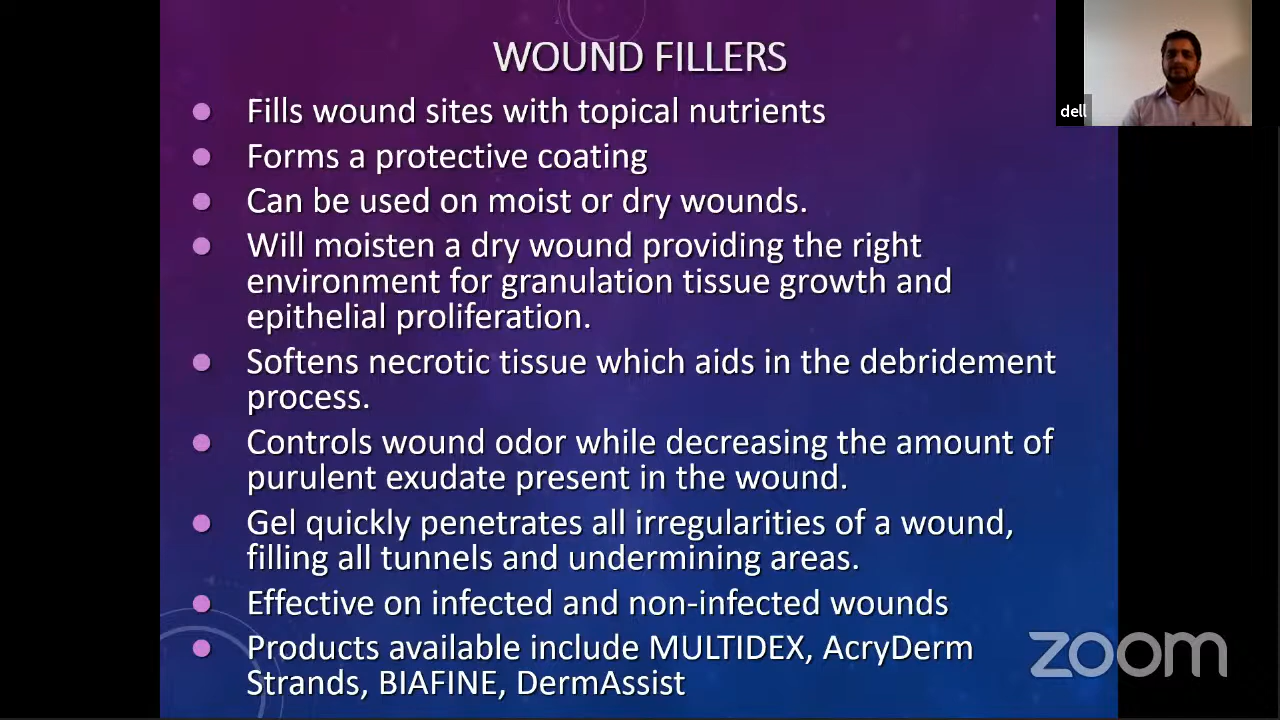 WOUND FILLERS
Fills wound sites with topical nutrients
Forms a protective coating
Can be used on moist or dry wounds.
Will moisten a dry wound providing the right
environment for granulation tissue growth and
epithelial proliferation.
Softens necrotic tissue which aids in the debridement
process.
Controls wound odor while decreasing the amount of
purulent exudate present in the wound.
Gel quickly penetrates all irregularities of a wound,
filling all tunnels and undermining areas.
Effective on infected and non-infected wounds
Products available include MULTIDEX, AcryDerm
Strands, BIAFINE, DermAssist
dell
zoom